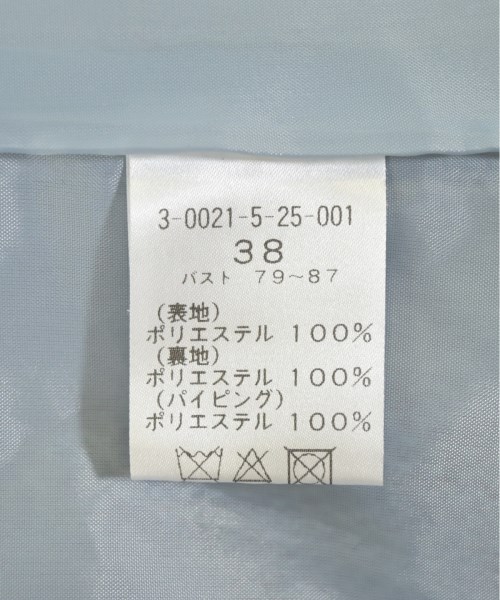 3-0021-5-25-001
38
バスト 79～87
(表地)
ポリエステル 100%
(裏地)
ポリエステル 100%
(パイピング)
ポリエステル 100%